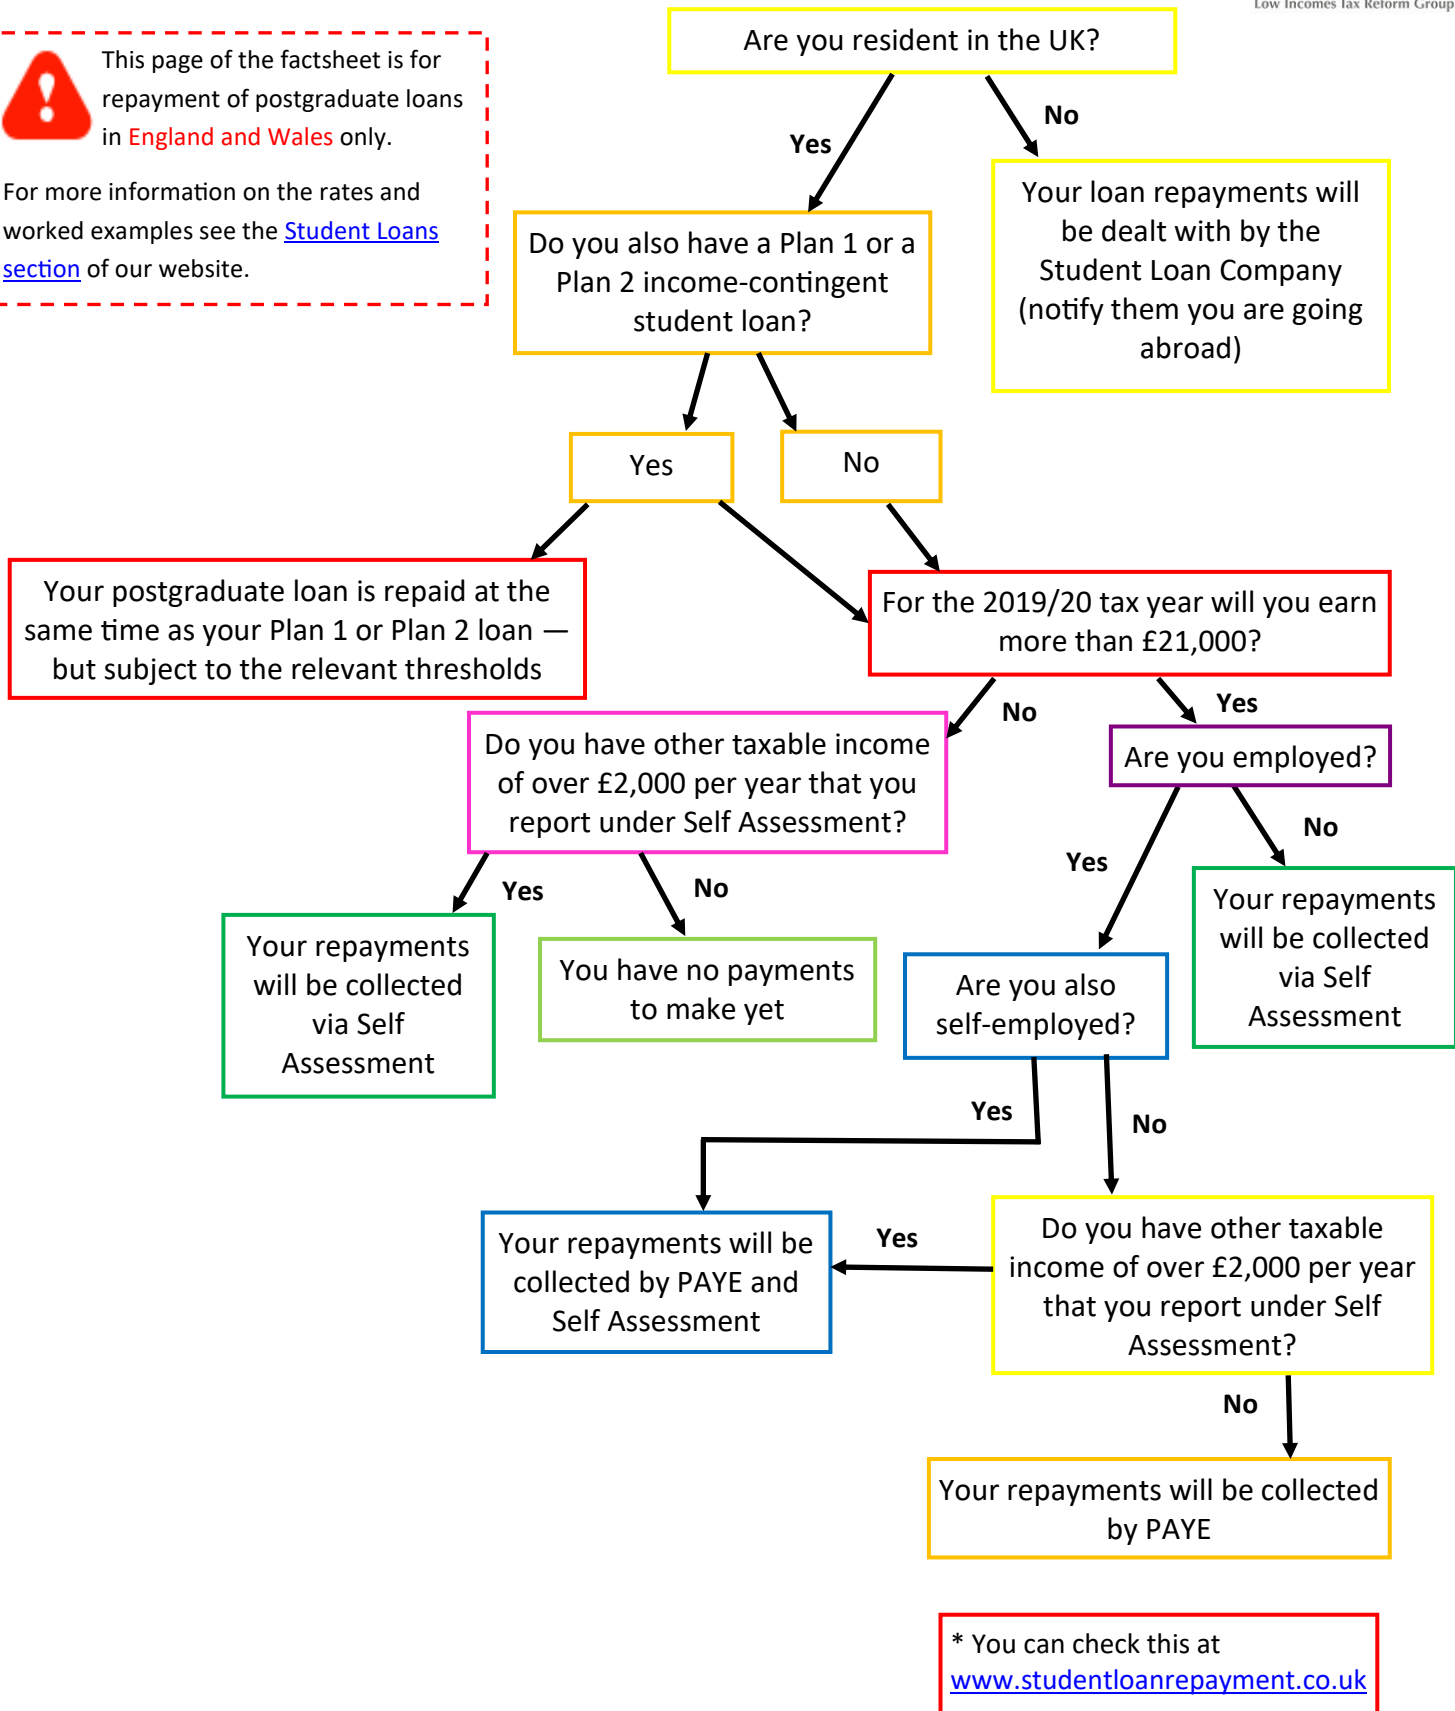 Low Incomes Tax Reform Group
Are you resident in the UK?
This page of the factsheet is for
repayment of postgraduate loans
in England and Wales only.
For more information on the rates and
worked examples see the Student Loans
section of our website.
Yes
No
Your loan repayments will
be dealt with by the
Student Loan Company
(notify them you are going
abroad)
Do you also have a Plan 1 or a
Plan 2 income-contingent
student loan?
Yes
No
Your postgraduate loan is repaid at the
same time as your Plan 1 or Plan 2 loan —
but subject to the relevant thresholds
For the 2019/20 tax year will you earn
more than £21,000?
No
Yes
Do you have other taxable income
of over £2,000 per year that you
report under Self Assessment?
Are you employed?
Yes
No
Yes
No
Your repayments
will be collected
via Self
Assessment
You have no payments
to make yet
Are you also
self-employed?
Your repayments
will be collected
via Self
Assessment
Yes
No
Your repayments will be
collected by PAYE and
Self Assessment
Yes
Do you have other taxable
income of over £2,000 per year
that you report under Self
Assessment?
No
Your repayments will be collected
by PAYE
* You can check this at
www.studentloanrepayment.co.uk